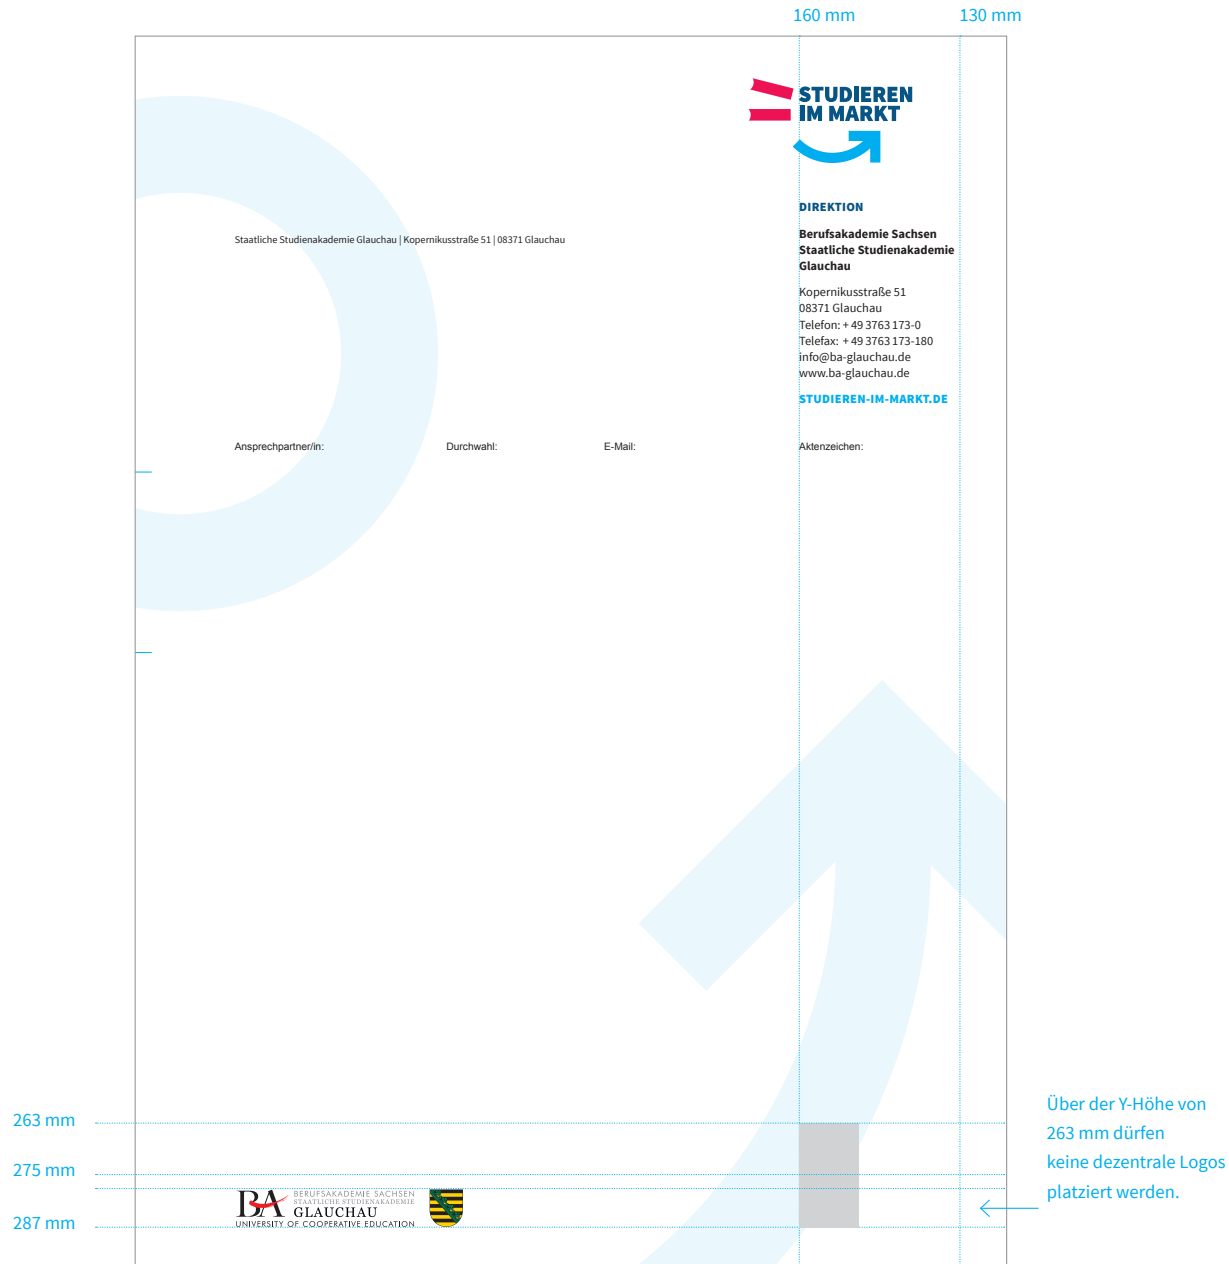 160 mm
130 mm
STUDIEREN
IM MARKT
DIREKTION
Berufsakademie Sachsen
Staatliche Studienakademie
Glauchau
Staatliche Studienakademie Glauchau | Kopernikusstraße 51 | 08371 Glauchau
Kopernikusstraße 51
08371 Glauchau
Telefon: + 49 3763 173-0
Telefax: + 49 3763 173-180
info@ba-glauchau.de
www.ba-glauchau.de
STUDIEREN-IM-MARKT.DE
Ansprechpartner/in:
Durchwahl:
E-Mail:
Aktenzeichen:
263 mm
275 mm
287 mm
Über der Y-Höhe von
263 mm dürfen
keine dezentrale Logos
platziert werden.
BA
BERUFSAKADEMIE SACHSEN
STAATLICHE STUDIENAKADEMIE
GLAUCHAU
UNIVERSITY OF COOPERATIVE EDUCATION